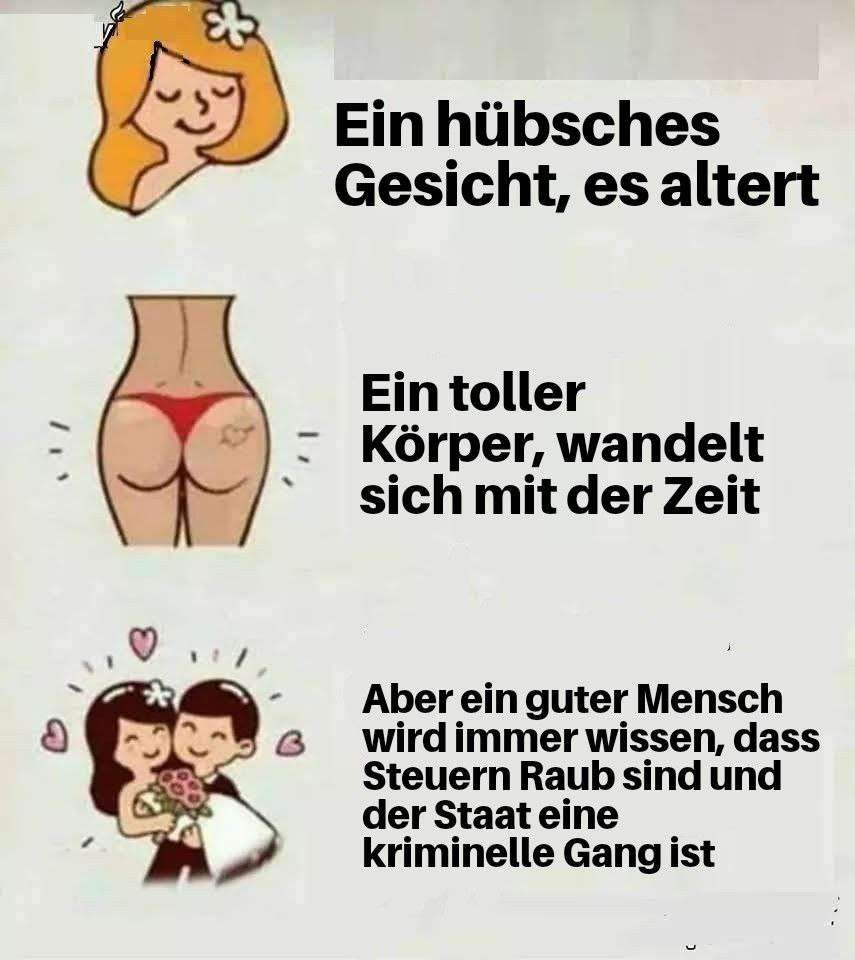 Ein hübsches
Gesicht, es altert
Ein toller
Körper, wandelt
sich mit der Zeit
Aber ein guter Mensch
wird immer wissen, dass
Steuern Raub sind und
der Staat eine
kriminelle Gang ist